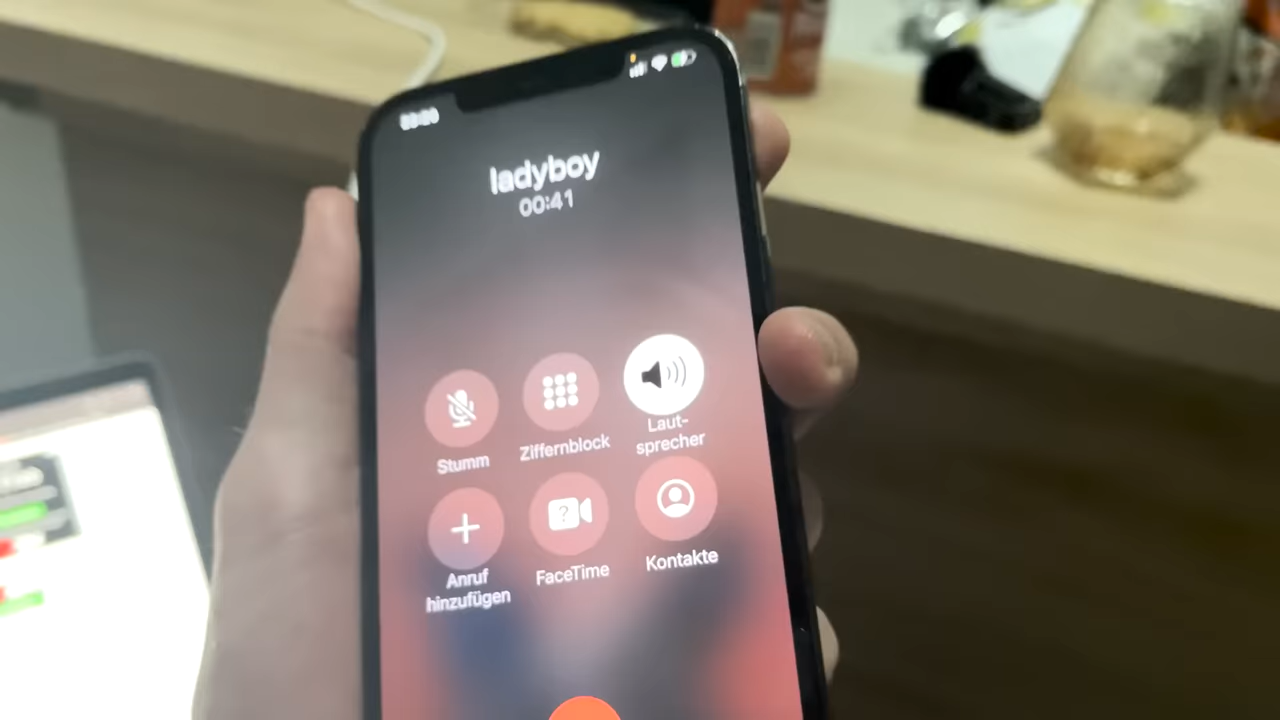 ladyboy
00:41
Stumm
Ziffernblock
Laut-
sprecher
Anruf
hinzufügen
FaceTime
Kontakte